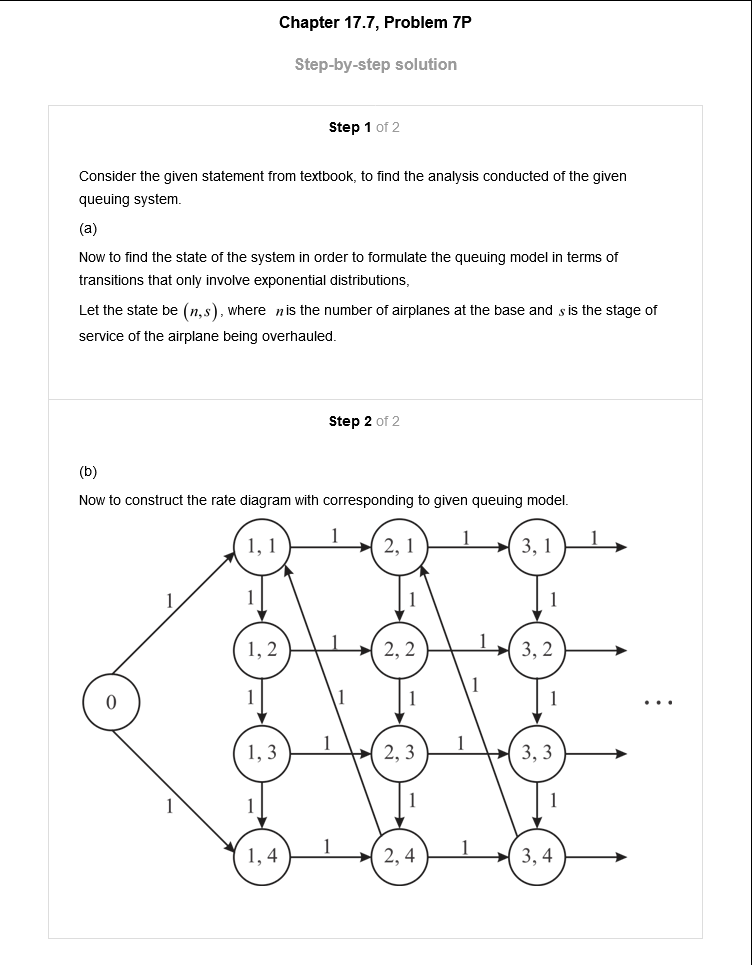 Chapter 17.7, Problem 7P
Step-by-step solution
Step 1 of 2
Consider the given statement from textbook, to find the analysis conducted of the given
queuing system.
(a)
Now to find the state of the system in order to formulate the queuing model in terms of
transitions that only involve exponential distributions,
Let the state be (n,s), where n is the number of airplanes at the base and s is the stage of
service of the airplane being overhauled.
Step 2 of 2
(b)
Now to construct the rate diagram with corresponding to given queuing model.
1 1 1
1, 1 2, 1 3, 1
1 1 1 1
1 1
1, 2 2, 2 3, 2
1
0 1 1 1 1 ...
1 1
1, 3 2, 3 3, 3
1 1 1 1
1 1
1, 4 2, 4 3, 4